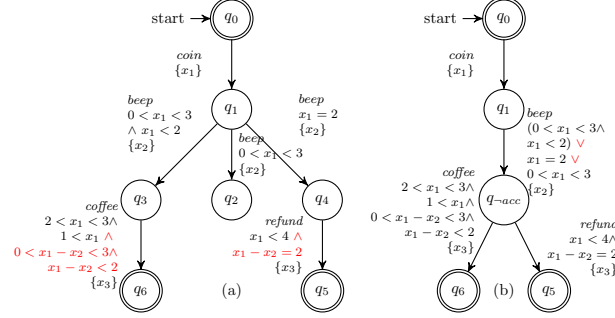 start
q₀
coin
{x₁}
q₁
beep
0 < x₁ < 3
∧ x₁ < 2
{x₂}
beep
0 < x₁ < 3
{x₂}
beep
x₁ = 2
{x₂}
q₃
q₂
q₄
coffee
2 < x₁ < 3∧
1 < x₁ ∧
0 < x₁ − x₂ < 3∧
x₁ − x₂ < 2
{x₃}
refund
x₁ < 4 ∧
x₁ − x₂ = 2
{x₃}
q₆
(a)
q₅
start
q₀
coin
{x₁}
q₁
beep
(0 < x₁ < 3∧
x₁ < 2) ∨
x₁ = 2 ∨
0 < x₁ < 3
{x₂}
q¬acc
coffee
2 < x₁ < 3∧
1 < x₁∧
0 < x₁ − x₂ < 3∧
x₁ − x₂ < 2
{x₃}
refund
x₁ < 4∧
x₁ − x₂ = 2
{x₃}
q₆
(b)
q₅